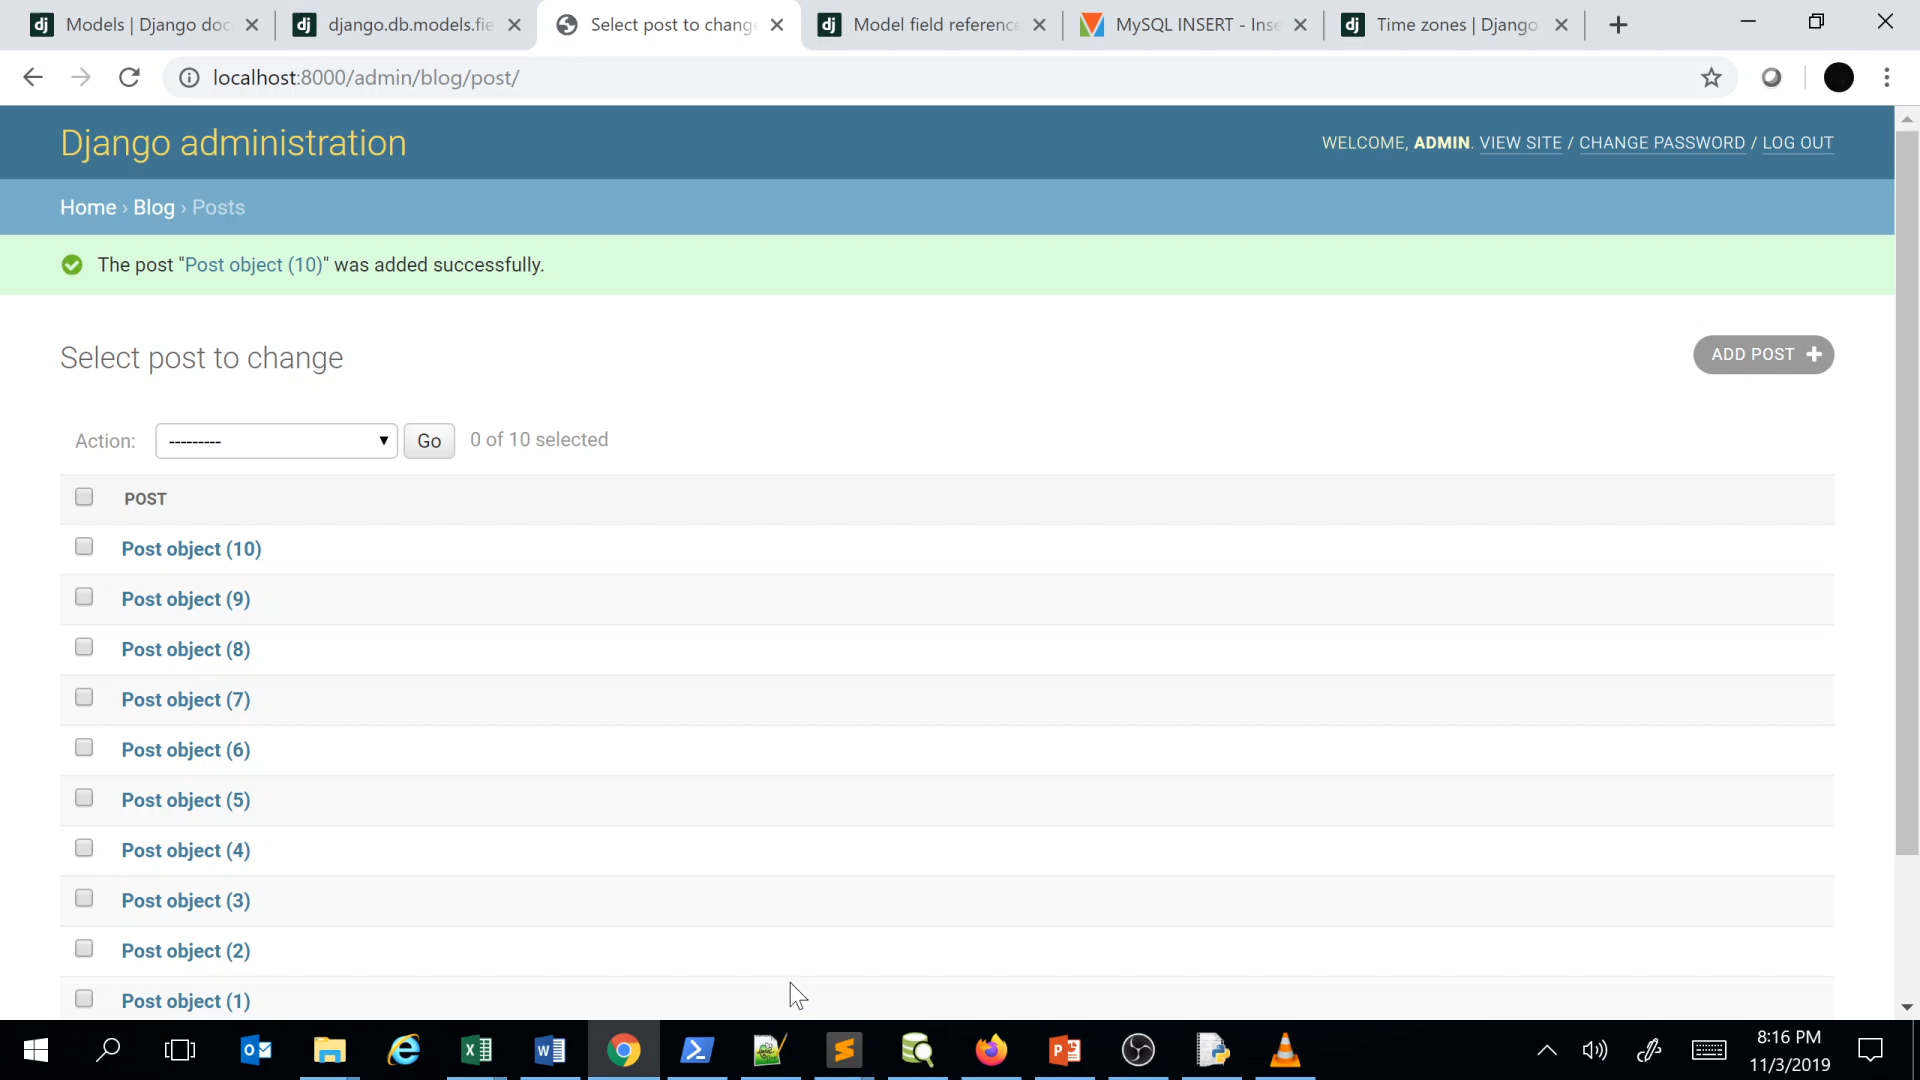 Models | Django doc
django.db.models.fie
Select post to change
Model field reference
MySQL INSERT - Inse
Time zones | Django
localhost:8000/admin/blog/post/
Django administration
WELCOME, ADMIN. VIEW SITE / CHANGE PASSWORD / LOG OUT
Home › Blog › Posts
The post "Post object (10)" was added successfully.
Select post to change
ADD POST
Action: --------- Go 0 of 10 selected
POST
Post object (10)
Post object (9)
Post object (8)
Post object (7)
Post object (6)
Post object (5)
Post object (4)
Post object (3)
Post object (2)
Post object (1)
8:16 PM
11/3/2019